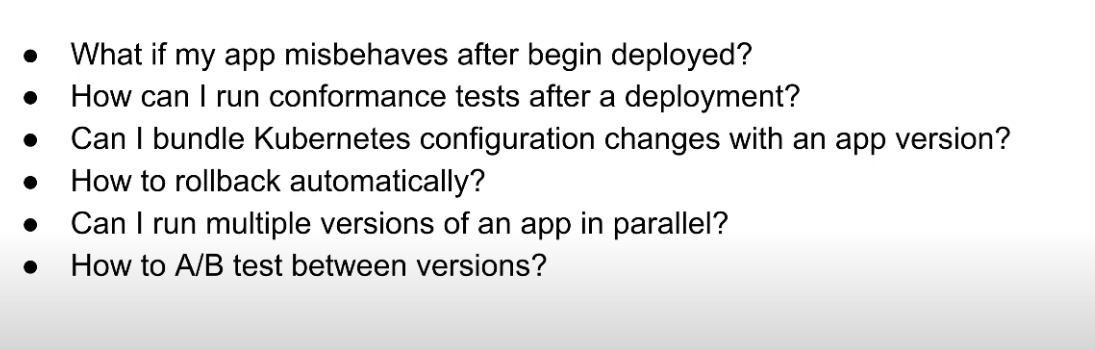 ● What if my app misbehaves after begin deployed?
● How can I run conformance tests after a deployment?
● Can I bundle Kubernetes configuration changes with an app version?
● How to rollback automatically?
● Can I run multiple versions of an app in parallel?
● How to A/B test between versions?